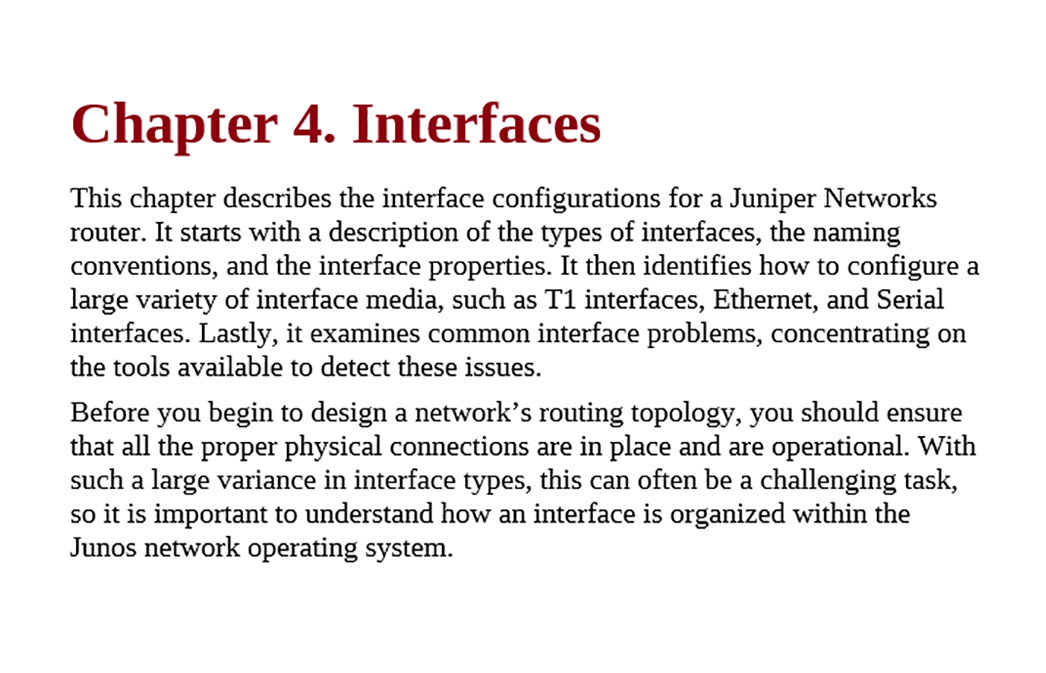 Chapter 4. Interfaces
This chapter describes the interface configurations for a Juniper Networks
router. It starts with a description of the types of interfaces, the naming
conventions, and the interface properties. It then identifies how to configure a
large variety of interface media, such as T1 interfaces, Ethernet, and Serial
interfaces. Lastly, it examines common interface problems, concentrating on
the tools available to detect these issues.
Before you begin to design a network’s routing topology, you should ensure
that all the proper physical connections are in place and are operational. With
such a large variance in interface types, this can often be a challenging task,
so it is important to understand how an interface is organized within the
Junos network operating system.